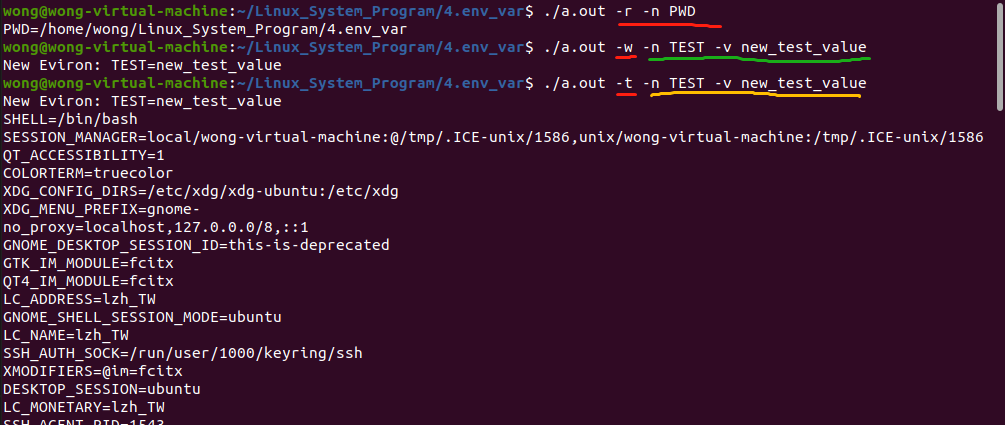 wong@wong-virtual-machine:~/Linux_System_Program/4.env_var$ ./a.out -r -n PWD
PWD=/home/wong/Linux_System_Program/4.env_var
wong@wong-virtual-machine:~/Linux_System_Program/4.env_var$ ./a.out -w -n TEST -v new_test_value
New Eviron: TEST=new_test_value
wong@wong-virtual-machine:~/Linux_System_Program/4.env_var$ ./a.out -t -n TEST -v new_test_value
New Eviron: TEST=new_test_value
SHELL=/bin/bash
SESSION_MANAGER=local/wong-virtual-machine:@/tmp/.ICE-unix/1586,unix/wong-virtual-machine:/tmp/.ICE-unix/1586
QT_ACCESSIBILITY=1
COLORTERM=truecolor
XDG_CONFIG_DIRS=/etc/xdg/xdg-ubuntu:/etc/xdg
XDG_MENU_PREFIX=gnome-
no_proxy=localhost,127.0.0.0/8,::1
GNOME_DESKTOP_SESSION_ID=this-is-deprecated
GTK_IM_MODULE=fcitx
QT4_IM_MODULE=fcitx
LC_ADDRESS=lzh_TW
GNOME_SHELL_SESSION_MODE=ubuntu
LC_NAME=lzh_TW
SSH_AUTH_SOCK=/run/user/1000/keyring/ssh
XMODIFIERS=@im=fcitx
DESKTOP_SESSION=ubuntu
LC_MONETARY=lzh_TW
SSH_AGENT_PID=1543